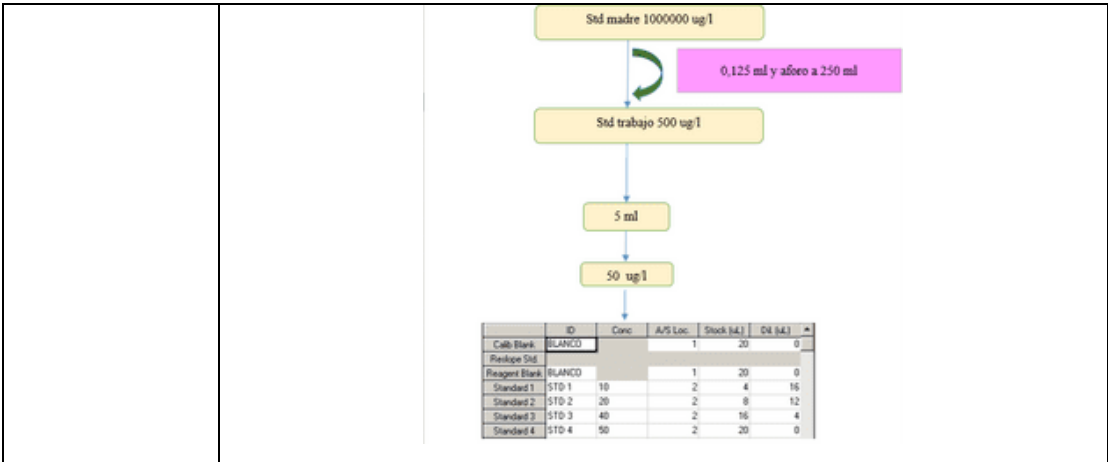 Std madre 1000000 ug/l
0,125 ml y aforo a 250 ml
Std trabajo 500 ug/l
5 ml
50 ug/l
ID Conc A/S Loc. Stock (uL) Dil. (uL)
Calib Blank BLANCO 1 20 0
Reslope Std.
Reagent Blank BLANCO 1 20 0
Standard 1 STD 1 10 2 4 16
Standard 2 STD 2 20 2 8 12
Standard 3 STD 3 40 2 16 4
Standard 4 STD 4 50 2 20 0